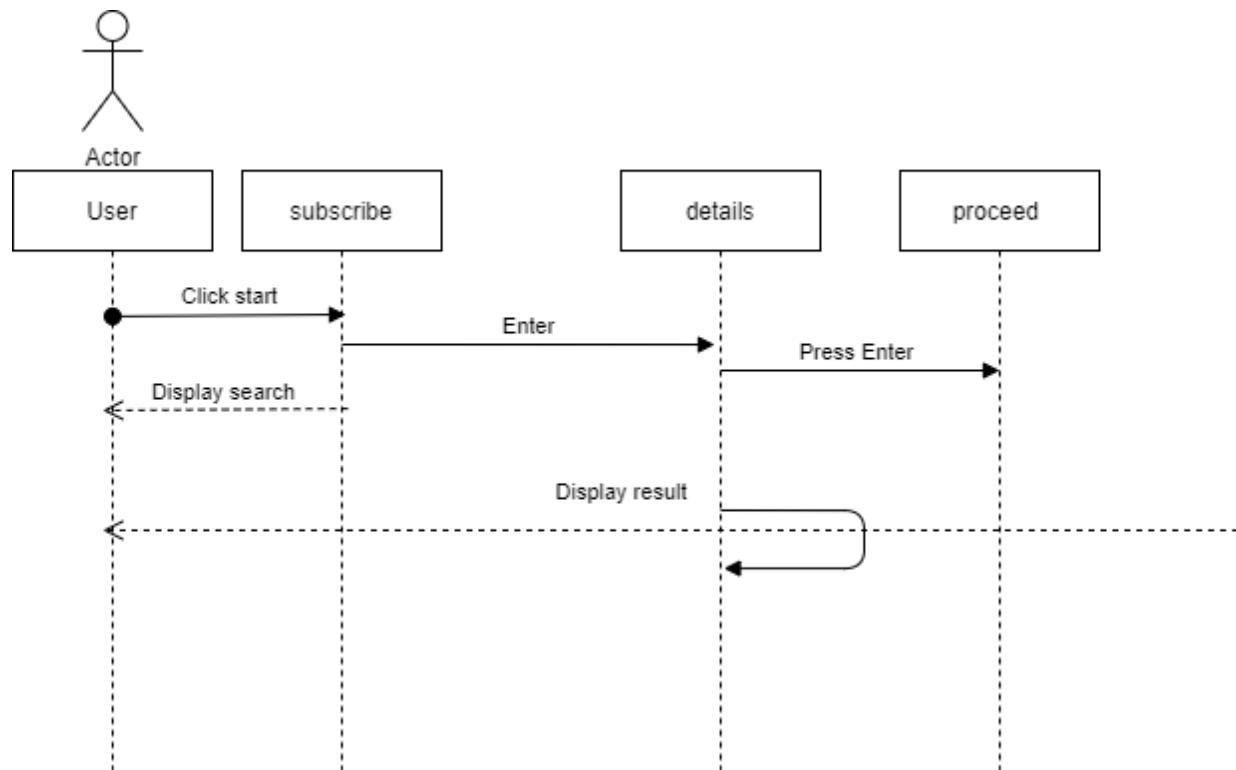 Actor
User
subscribe
details
proceed
Click start
Enter
Press Enter
Display search
Display result